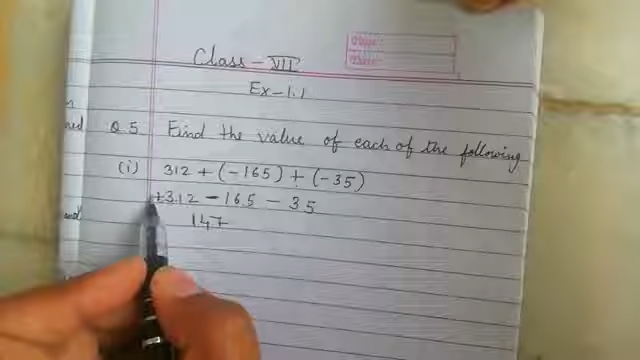 Class - VII
Ex-1.1
Q.5. Find the value of each of the following
(i) 312 + (-165) + (-35)
+312 - 165 - 35
147